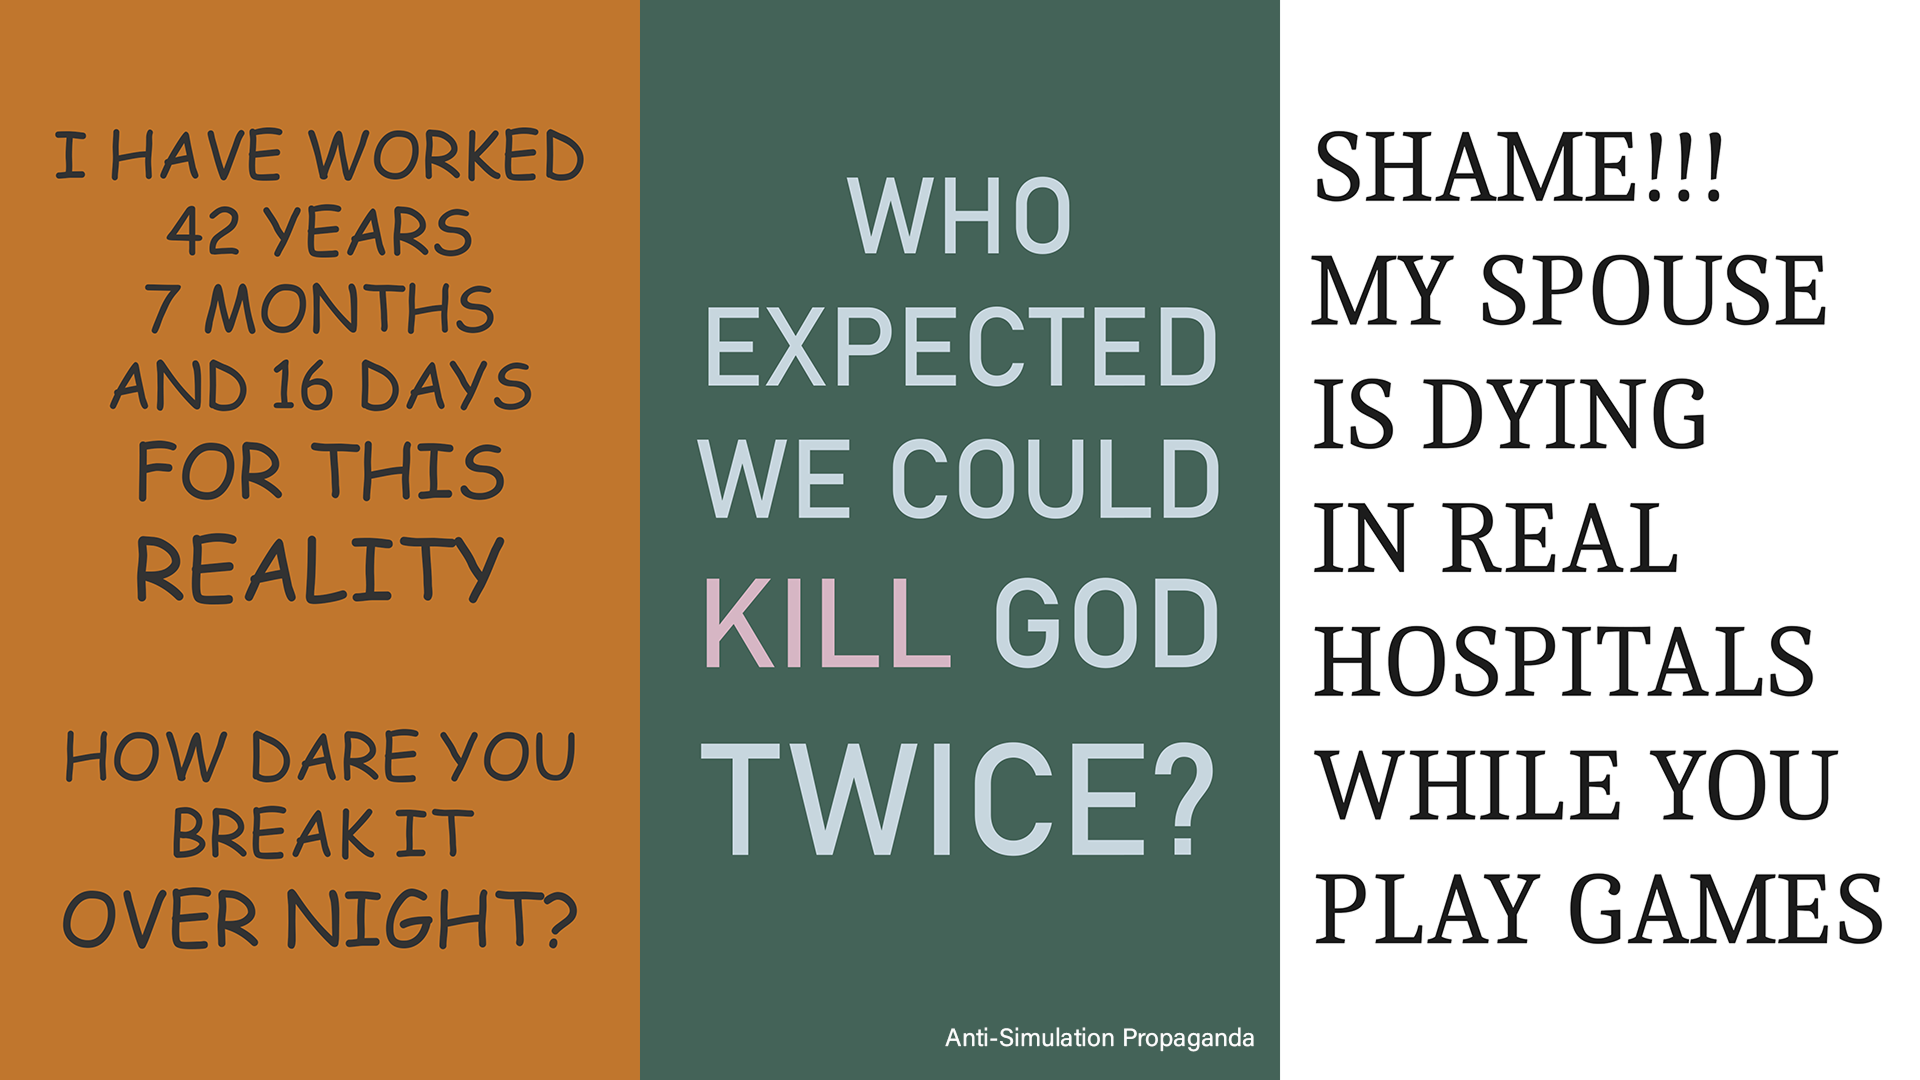 I HAVE WORKED
42 YEARS
7 MONTHS
AND 16 DAYS
FOR THIS
REALITY
HOW DARE YOU
BREAK IT
OVER NIGHT?
WHO
EXPECTED
WE COULD
KILL GOD
TWICE?
Anti-Simulation Propaganda
SHAME!!!
MY SPOUSE
IS DYING
IN REAL
HOSPITALS
WHILE YOU
PLAY GAMES